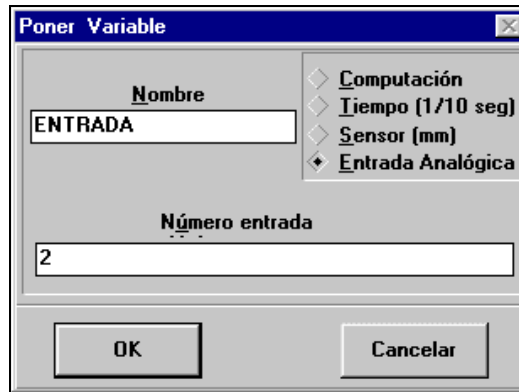 Poner Variable
Nombre
ENTRADA
Computación
Tiempo (1/10 seg)
Sensor (mm)
Entrada Analógica
Número entrada
2
OK
Cancelar